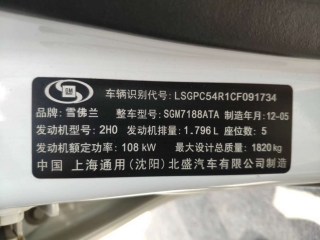 车辆识别代号: LSGPC54R1CF091734
品牌: 雪佛兰 整车型号: SGM7188ATA 制造年月: 12-05
发动机型号: 2H0 发动机排量: 1.796L 座位数: 5
发动机额定功率: 108 kW 最大设计总质量: 1820kg
中国 上海通用(沈阳)北盛汽车有限公司制造